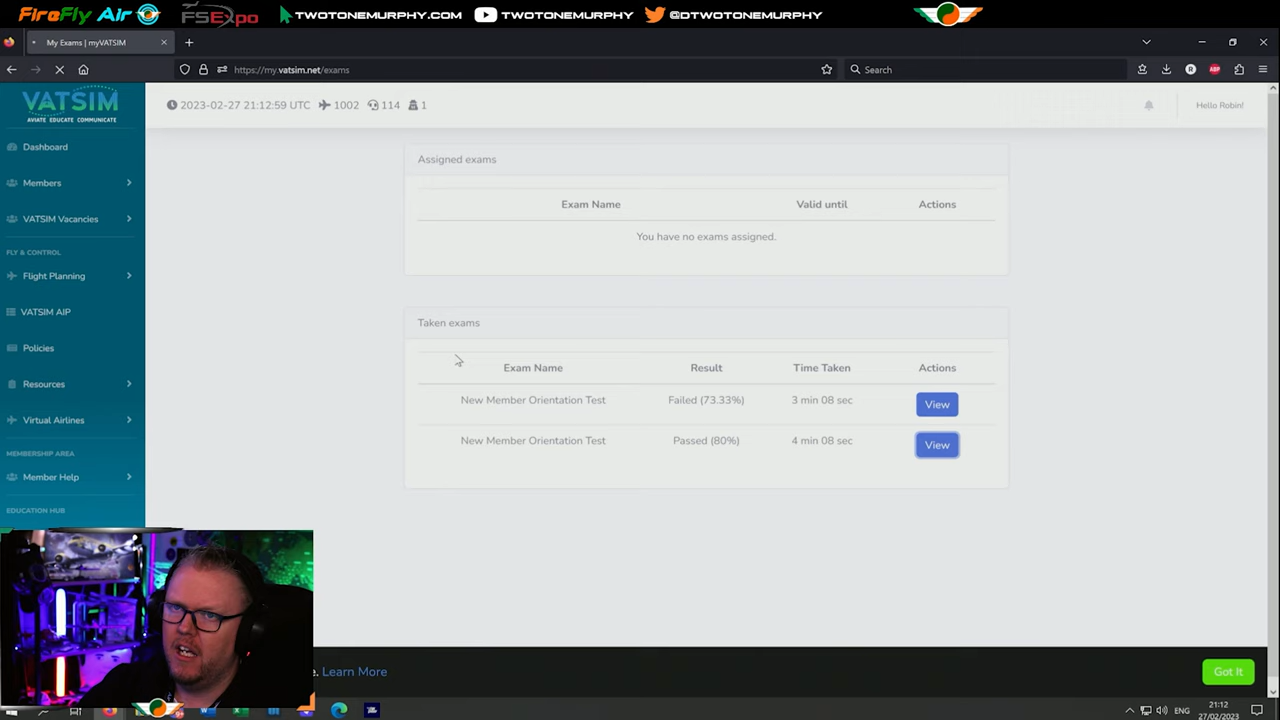 FireFly Air
FSExpo
TWOTONEMURPHY.COM
TWOTONEMURPHY
@DTWOTONEMURPHY
My Exams | myVATSIM
https://my.vatsim.net/exams
Search
VATSIM
AVIATE EDUCATE COMMUNICATE
2023-02-27 21:12:59 UTC 1002 114 1
Hello Robin!
Dashboard
Members
VATSIM Vacancies
FLY & CONTROL
Flight Planning
VATSIM AIP
Policies
Resources
Virtual Airlines
MEMBERSHIP AREA
Member Help
EDUCATION HUB
Assigned exams
Exam Name Valid until Actions
You have no exams assigned.
Taken exams
Exam Name Result Time Taken Actions
New Member Orientation Test Failed (73.33%) 3 min 08 sec View
New Member Orientation Test Passed (80%) 4 min 08 sec View
e. Learn More
Got It
ENG
21:12
27/02/2023